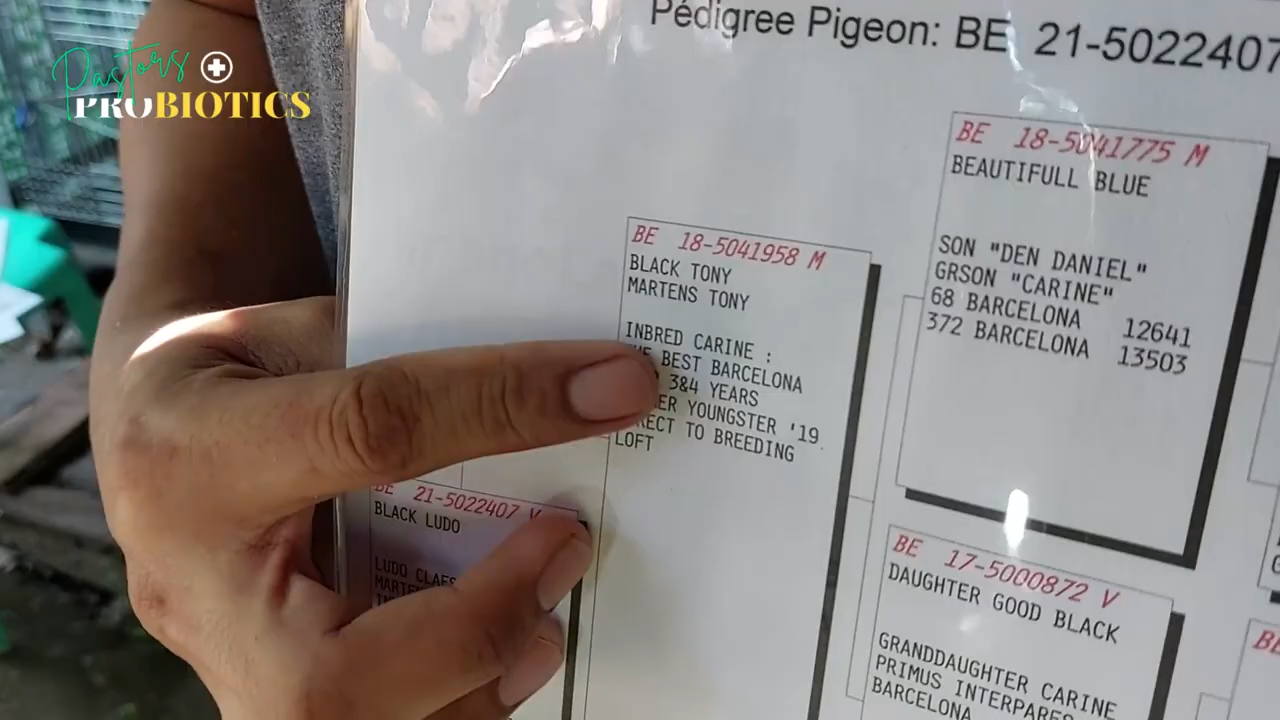 Pastors
PROBIOTICS
Pédigree Pigeon: BE 21-5022407
BE 18-5041775 M
BEAUTIFULL BLUE
SON "DEN DANIEL"
GRSON "CARINE"
68 BARCELONA 12641
372 BARCELONA 13503
BE 18-5041958 M
BLACK TONY
MARTENS TONY
INBRED CARINE :
BEST BARCELONA
3&4 YEARS
YOUNGSTER '19
TO BREEDING
LOFT
BE 21-5022407 V
BLACK LUDO
LUDO CLAES
BE 17-5000872 V
DAUGHTER GOOD BLACK
GRANDDAUGHTER CARINE
PRIMUS INTERPARES
BARCELONA